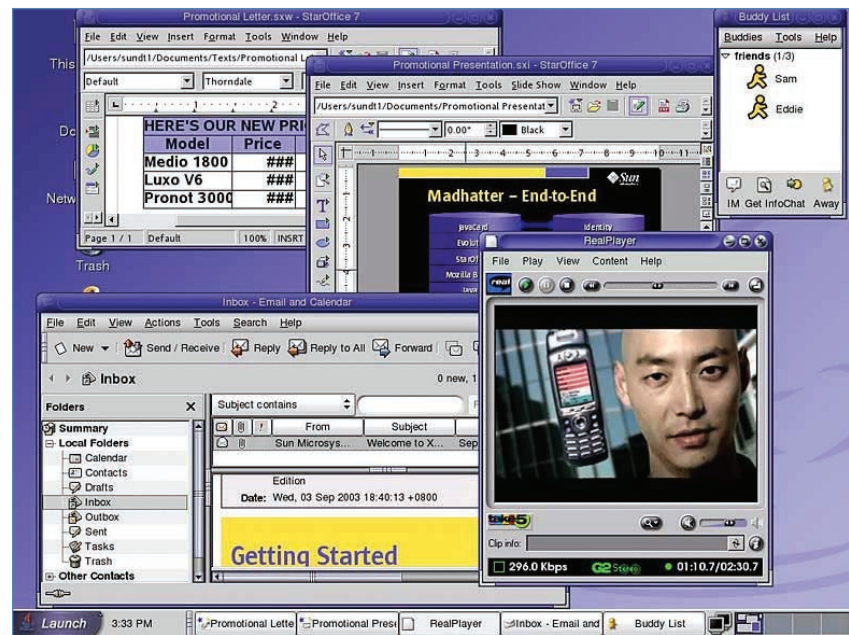 Promotional Letter.sxw - StarOffice 7
File Edit View Insert Format Tools Window Help
/Users/sundt1/Documents/Texts/Promotional L
Default Thorndale
HERE'S OUR NEW PRI
Model Price
Medio 1800 ###
Luxo V6 ###
Pronot 3000 ###
Page 1 / 1 Default 100% INSRT
This
Do
Netw
Trash
Promotional Presentation.sxi - StarOffice 7
File Edit View Insert Format Tools Slide Show Window Help
/Users/sundt1/Documents/Promotional Presentat
0.00° Black
Sun
Madhatter – End-to-End
JavaCard Identity
Evolut
StarOf
Mozilla B
Java
Buddy List
Buddies Tools Help
friends (1/3)
Sam
Eddie
IM Get Info Chat Away
RealPlayer
File Play View Content Help
real
take5
Clip info:
296.0 Kbps G2 Stereo 01:10.7/02:30.7
Inbox - Email and Calendar
File Edit View Actions Tools Search Help
New Send / Receive Reply Reply to All Forward
Inbox 0 new, 1
Folders X
Subject contains
Summary
Local Folders
Calendar
Contacts
Drafts
Inbox
Outbox
Sent
Tasks
Trash
Other Contacts
From Subject
Sun Microsys... Welcome to X... Sep
Edition
Date: Wed, 03 Sep 2003 18:40:13 +0800
Getting Started
Launch 3:33 PM Promotional Lette Promotional Prese RealPlayer Inbox - Email and Buddy List